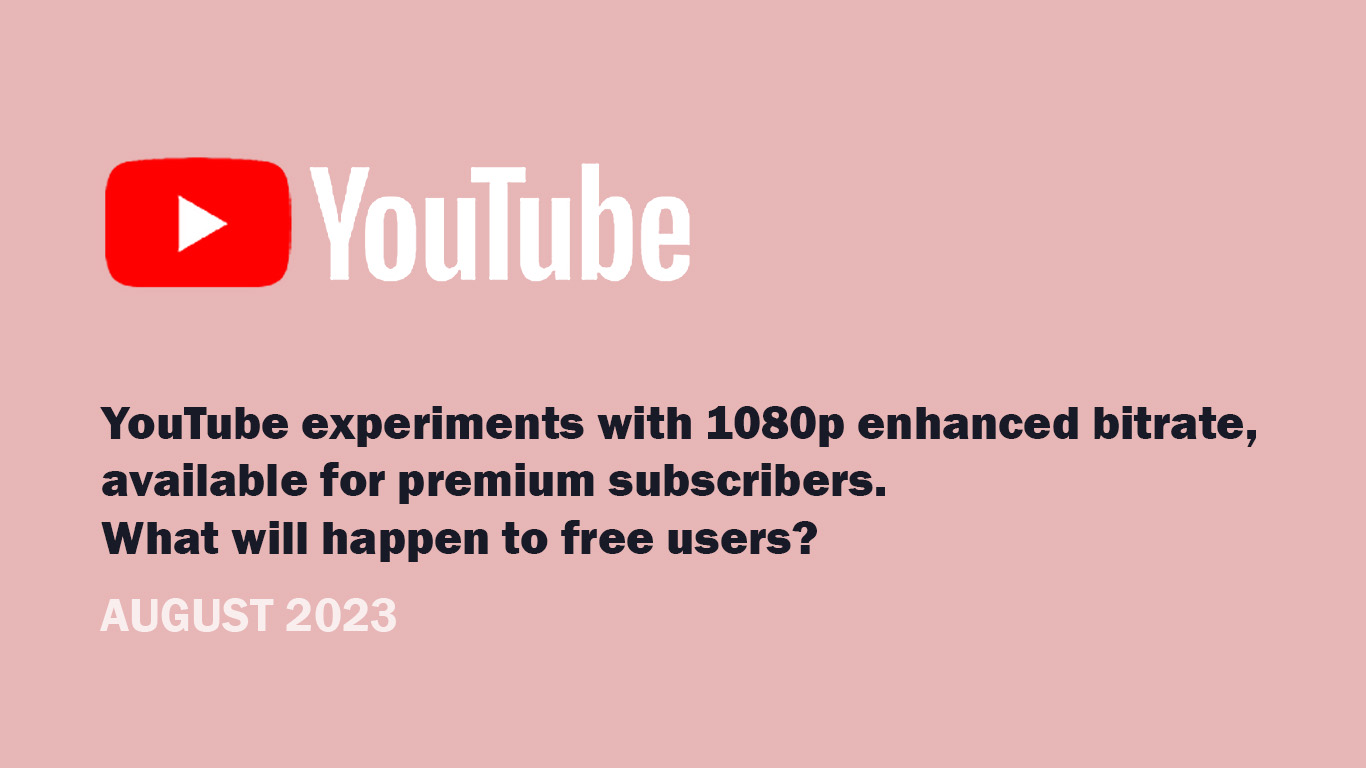 YouTube
YouTube experiments with 1080p enhanced bitrate,
available for premium subscribers.
What will happen to free users?
AUGUST 2023